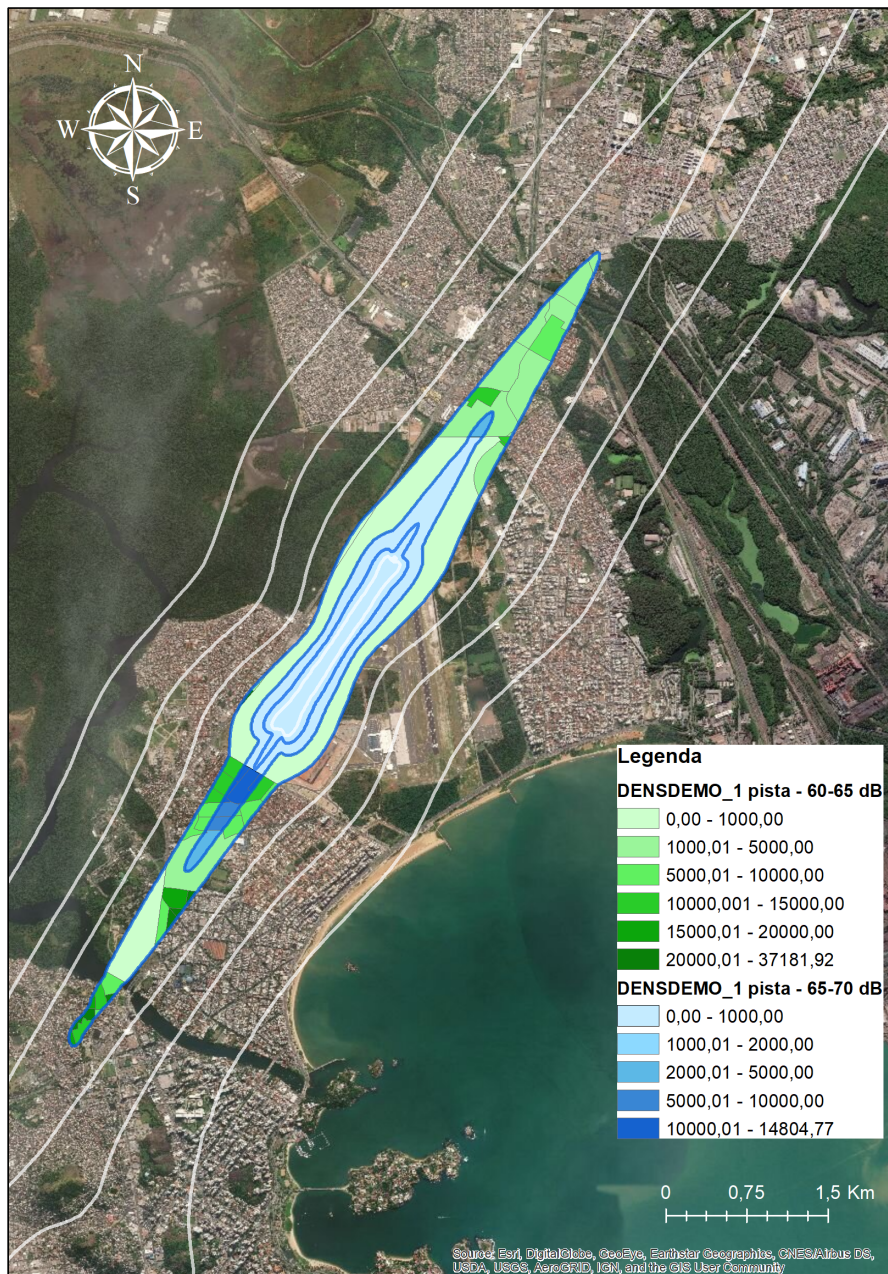 N
W E
S
Legenda
DENSDEMO_1 pista - 60-65 dB
0,00 - 1000,00
1000,01 - 5000,00
5000,01 - 10000,00
10000,001 - 15000,00
15000,01 - 20000,00
20000,01 - 37181,92
DENSDEMO_1 pista - 65-70 dB
0,00 - 1000,00
1000,01 - 2000,00
2000,01 - 5000,00
5000,01 - 10000,00
10000,01 - 14804,77
0 0,75 1,5 Km
Source: Esri, DigitalGlobe, GeoEye, Earthstar Geographics, CNES/Airbus DS,
USDA, USGS, AeroGRID, IGN, and the GIS User Community